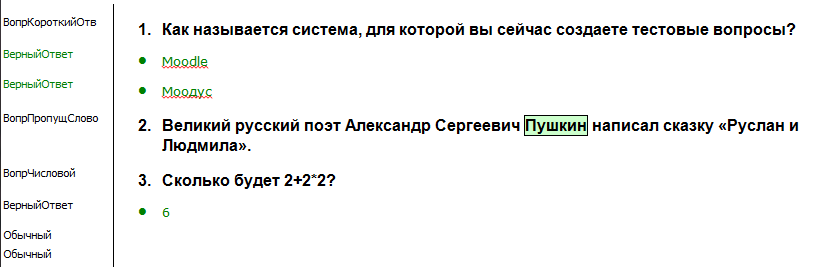 ВопрКороткийОтв 1. Как называется система, для которой вы сейчас создаете тестовые вопросы?
ВерныйОтвет • Moodle
ВерныйОтвет • Моодус
ВопрПропущСлово 2. Великий русский поэт Александр Сергеевич Пушкин написал сказку «Руслан и
Людмила».
ВопрЧисловой 3. Сколько будет 2+2*2?
ВерныйОтвет • 6
Обычный
Обычный